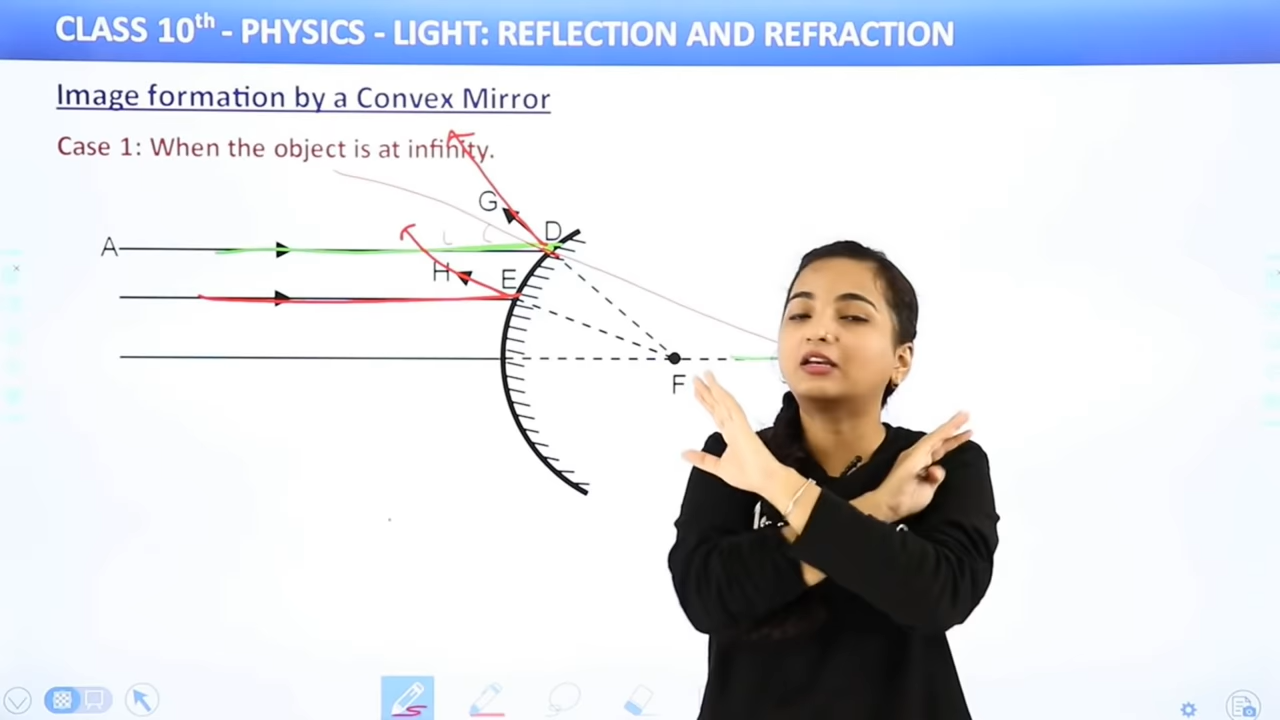 CLASS 10th - PHYSICS - LIGHT: REFLECTION AND REFRACTION
Image formation by a Convex Mirror
Case 1: When the object is at infinity.
G
D
A
H
E
F